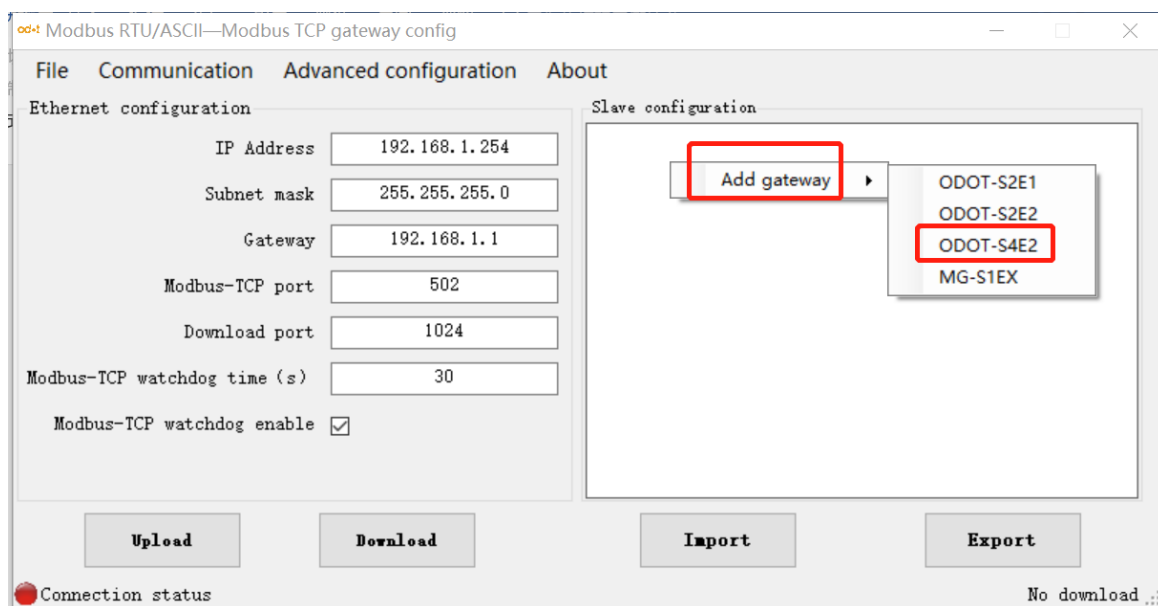 odot Modbus RTU/ASCII—Modbus TCP gateway config
File Communication Advanced configuration About
Ethernet configuration
IP Address 192.168.1.254
Subnet mask 255.255.255.0
Gateway 192.168.1.1
Modbus-TCP port 502
Download port 1024
Modbus-TCP watchdog time(s) 30
Modbus-TCP watchdog enable
Slave configuration
Add gateway
ODOT-S2E1
ODOT-S2E2
ODOT-S4E2
MG-S1EX
Upload Download Import Export
Connection status No download